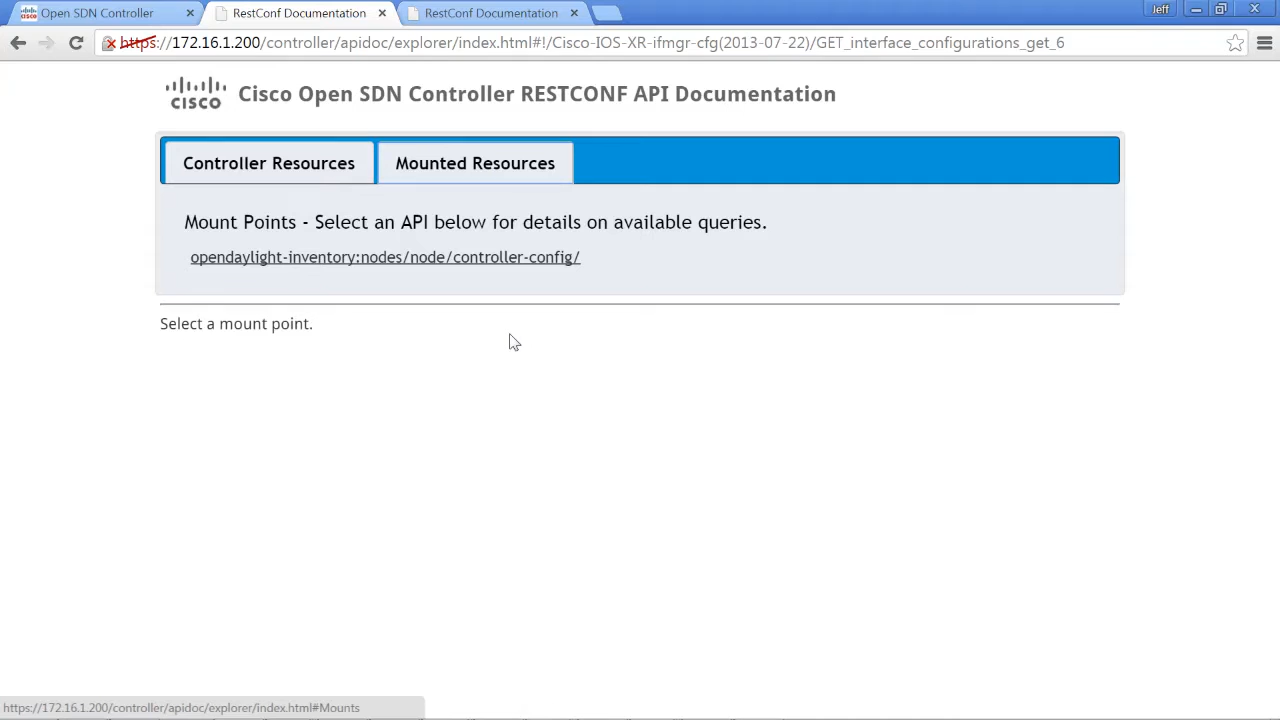 Open SDN Controller
RestConf Documentation
RestConf Documentation
Jeff
https://172.16.1.200/controller/apidoc/explorer/index.html#!/Cisco-IOS-XR-ifmgr-cfg(2013-07-22)/GET_interface_configurations_get_6
CISCO
Cisco Open SDN Controller RESTCONF API Documentation
Controller Resources
Mounted Resources
Mount Points - Select an API below for details on available queries.
opendaylight-inventory:nodes/node/controller-config/
Select a mount point.
https://172.16.1.200/controller/apidoc/explorer/index.html#Mounts